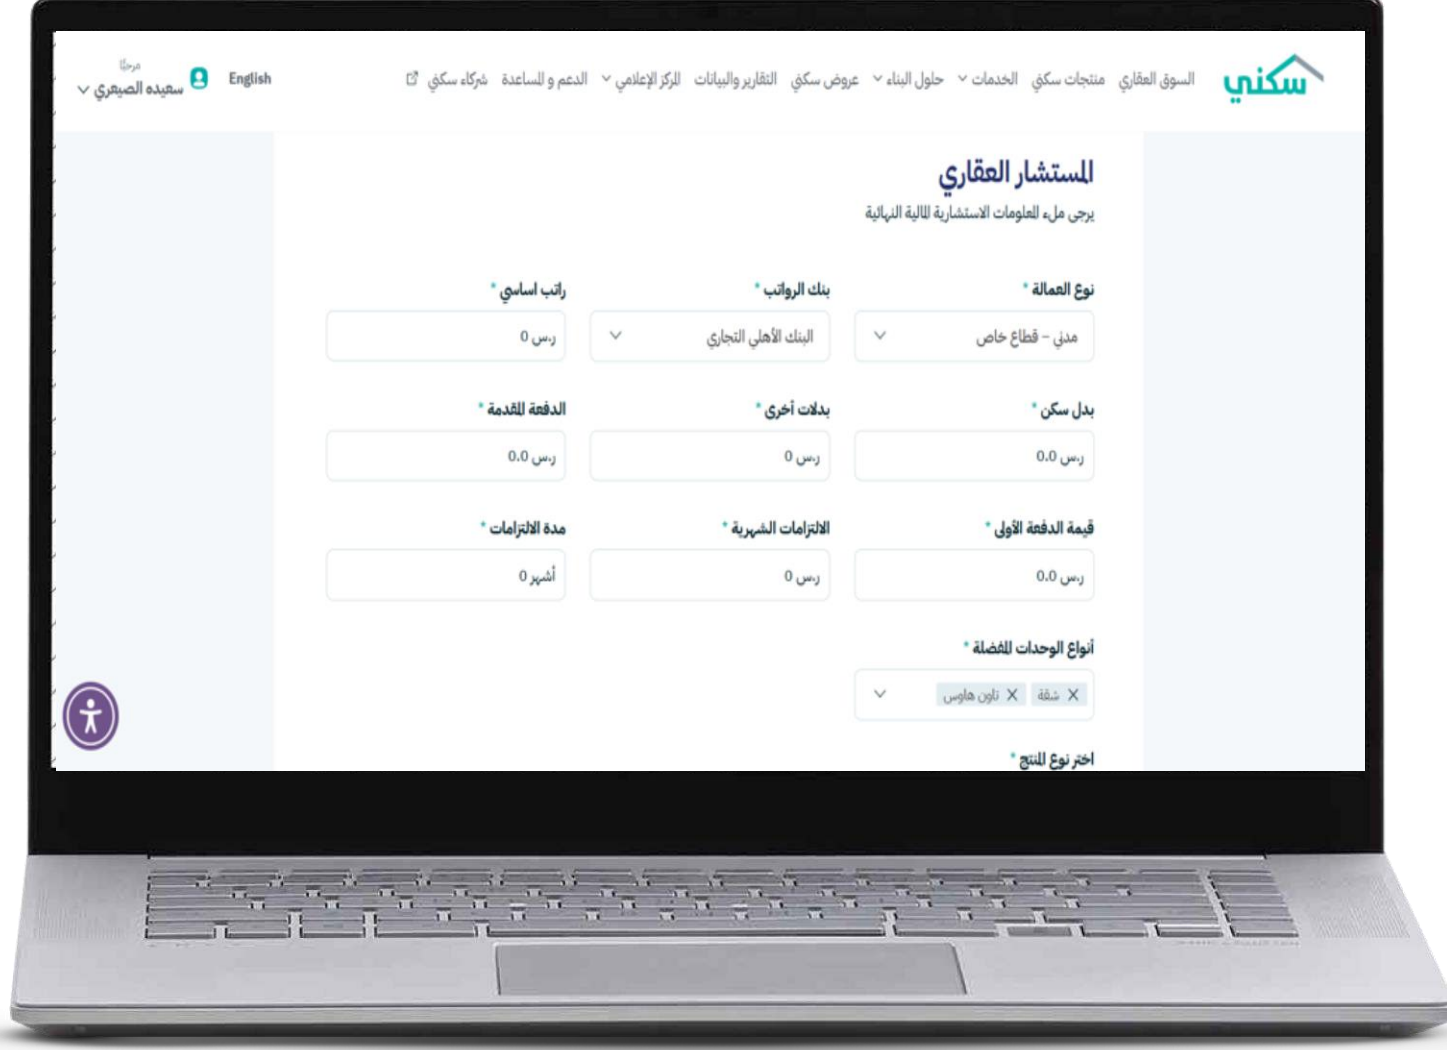 سكني
السوق العقاري منتجات سكني الخدمات حلول البناء عروض سكني التقارير والبيانات المركز الإعلامي الدعم و المساعدة شركاء سكني
English
مرحبًا
سعيده الصيعري
المستشار العقاري
يرجى ملء المعلومات الاستشارية المالية النهائية
نوع العمالة * بنك الرواتب * راتب اساسي *
مدني – قطاع خاص البنك الأهلي التجاري ر.س 0
بدل سكن * بدلات أخرى * الدفعة المقدمة *
ر.س 0.0 ر.س 0 ر.س 0.0
قيمة الدفعة الأولى * الالتزامات الشهرية * مدة الالتزامات *
ر.س 0.0 ر.س 0 أشهر 0
أنواع الوحدات المفضلة *
شقة تاون هاوس
اختر نوع المنتج *